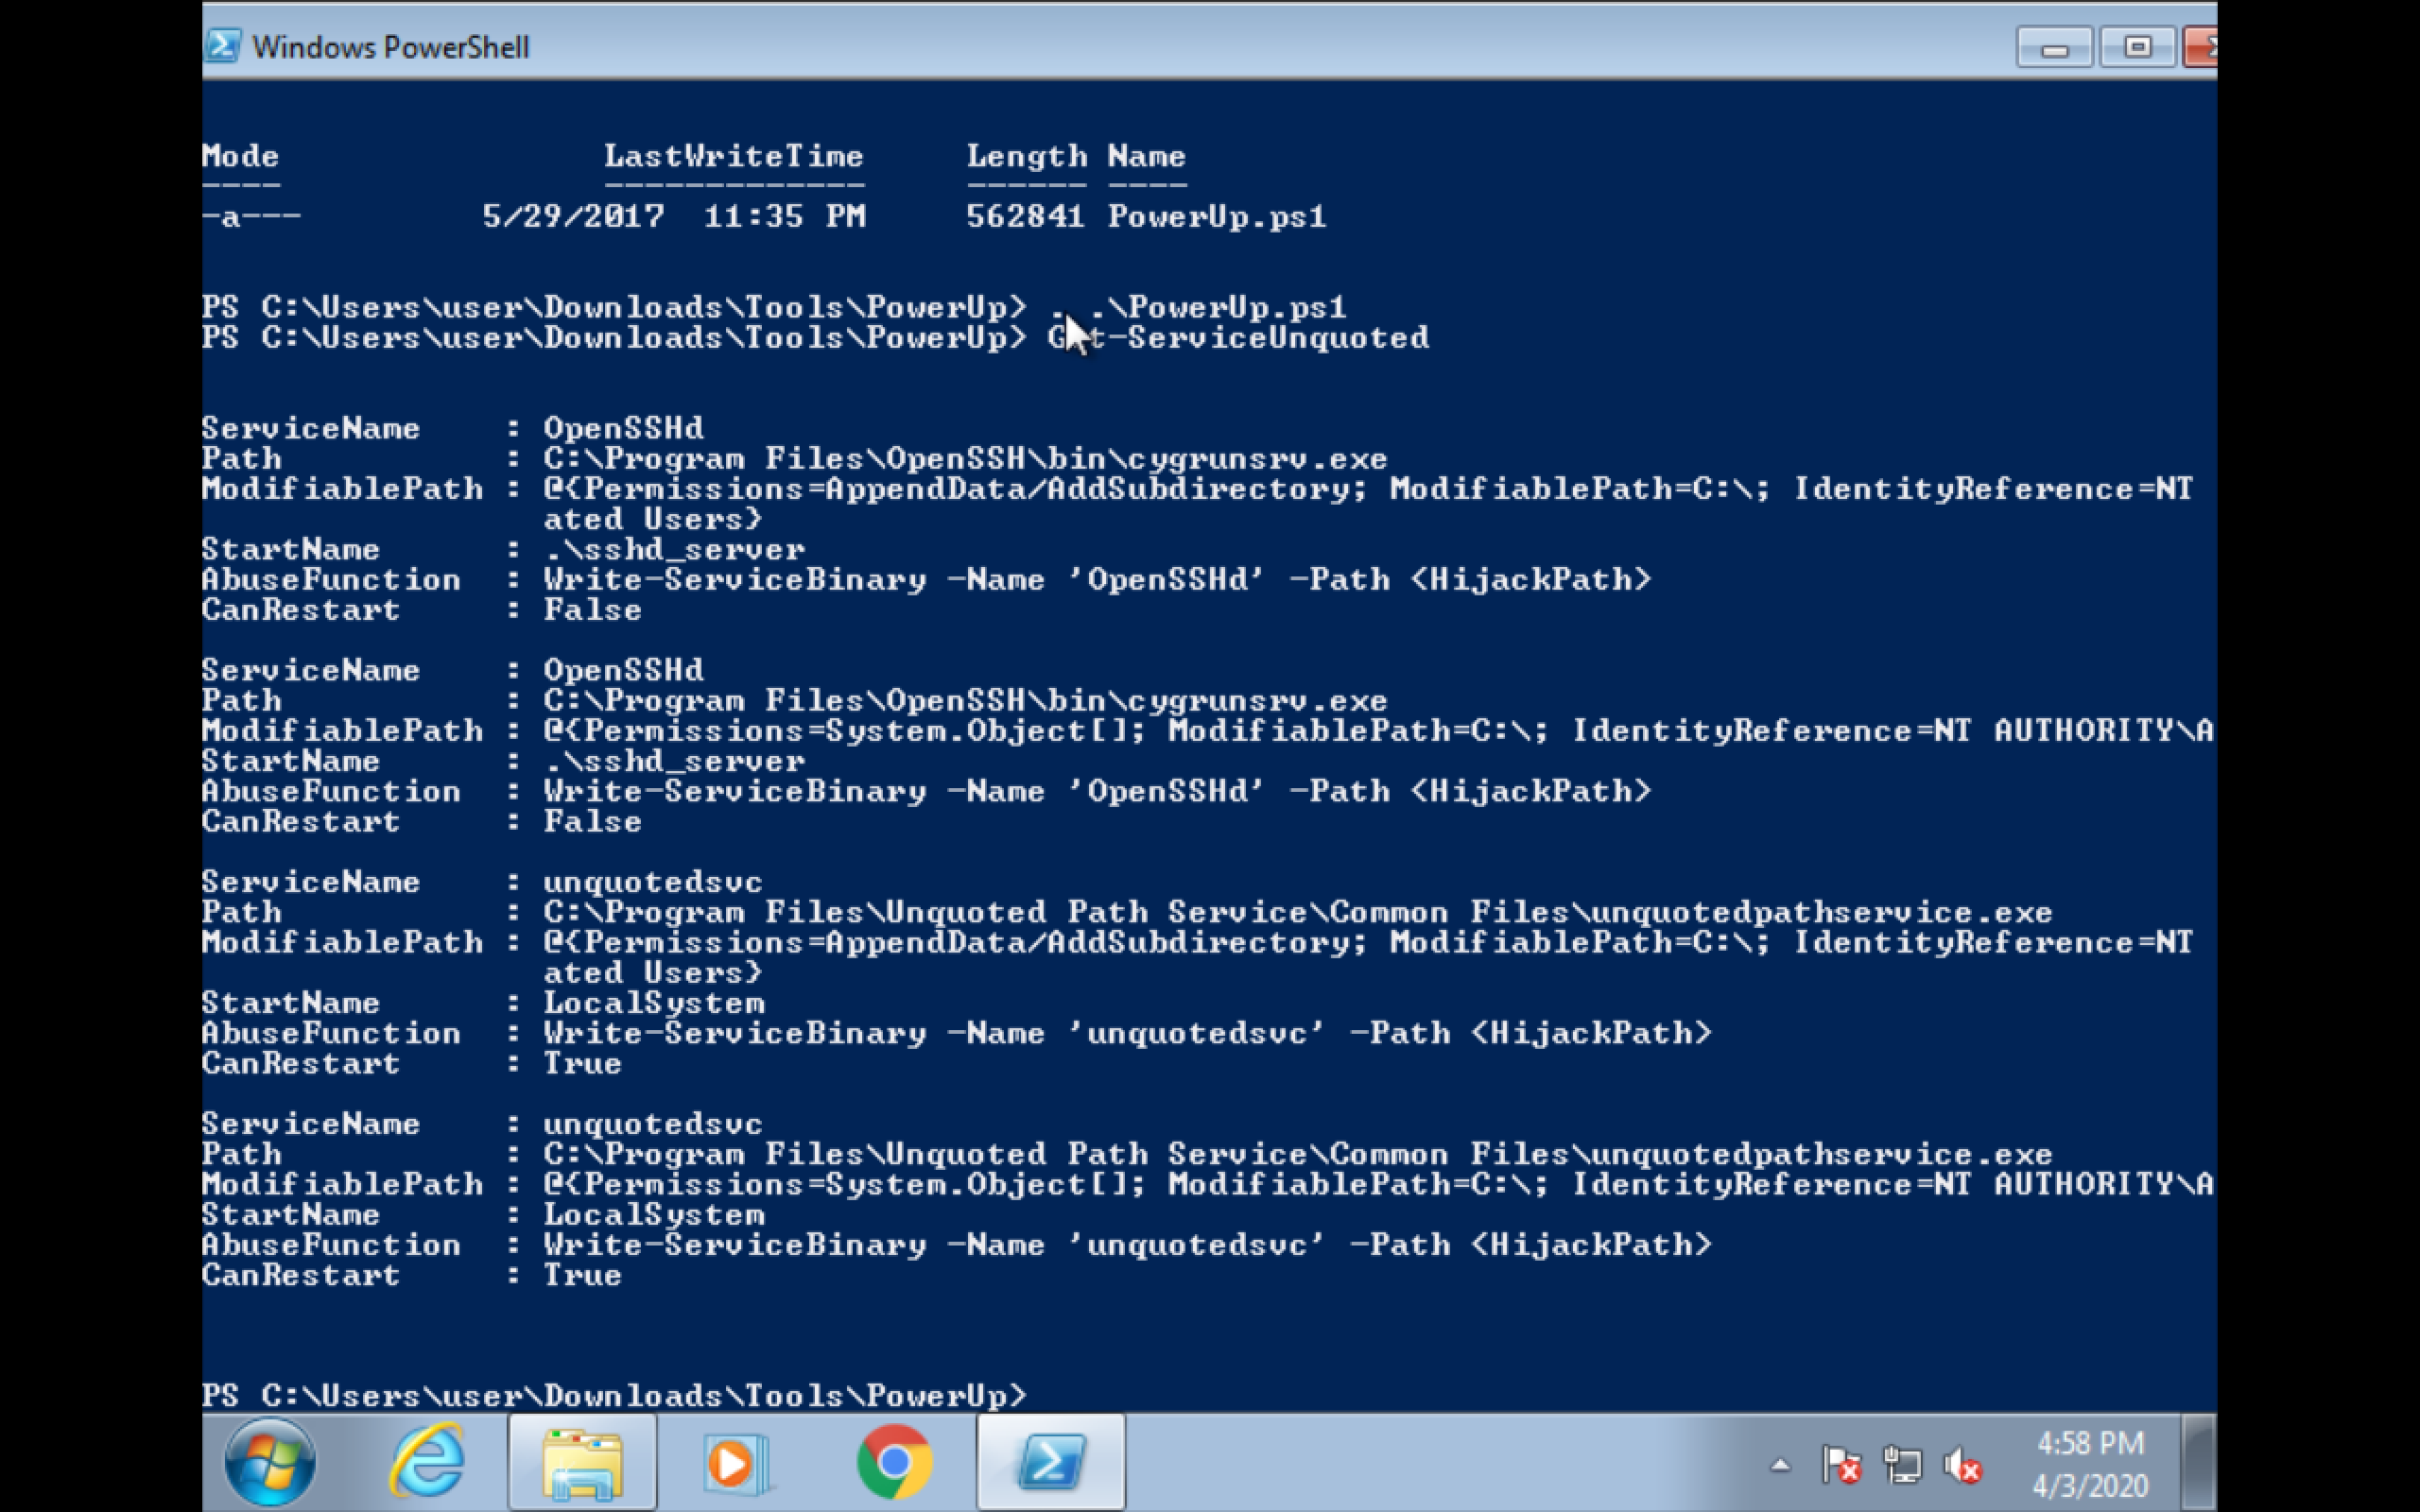 Windows PowerShell
Mode LastWriteTime Length Name
---- ------------- ------ ----
-a--- 5/29/2017 11:35 PM 562841 PowerUp.ps1
PS C:\Users\user\Downloads\Tools\PowerUp> . .\PowerUp.ps1
PS C:\Users\user\Downloads\Tools\PowerUp> Get-ServiceUnquoted
ServiceName : OpenSSHd
Path : C:\Program Files\OpenSSH\bin\cygrunsrv.exe
ModifiablePath : @{Permissions=AppendData/AddSubdirectory; ModifiablePath=C:\; IdentityReference=NT
ated Users}
StartName : .\sshd_server
AbuseFunction : Write-ServiceBinary -Name 'OpenSSHd' -Path <HijackPath>
CanRestart : False
ServiceName : OpenSSHd
Path : C:\Program Files\OpenSSH\bin\cygrunsrv.exe
ModifiablePath : @{Permissions=System.Object[]; ModifiablePath=C:\; IdentityReference=NT AUTHORITY\A
StartName : .\sshd_server
AbuseFunction : Write-ServiceBinary -Name 'OpenSSHd' -Path <HijackPath>
CanRestart : False
ServiceName : unquotedsvc
Path : C:\Program Files\Unquoted Path Service\Common Files\unquotedpathservice.exe
ModifiablePath : @{Permissions=AppendData/AddSubdirectory; ModifiablePath=C:\; IdentityReference=NT
ated Users}
StartName : LocalSystem
AbuseFunction : Write-ServiceBinary -Name 'unquotedsvc' -Path <HijackPath>
CanRestart : True
ServiceName : unquotedsvc
Path : C:\Program Files\Unquoted Path Service\Common Files\unquotedpathservice.exe
ModifiablePath : @{Permissions=System.Object[]; ModifiablePath=C:\; IdentityReference=NT AUTHORITY\A
StartName : LocalSystem
AbuseFunction : Write-ServiceBinary -Name 'unquotedsvc' -Path <HijackPath>
CanRestart : True
PS C:\Users\user\Downloads\Tools\PowerUp>
4:58 PM
4/3/2020